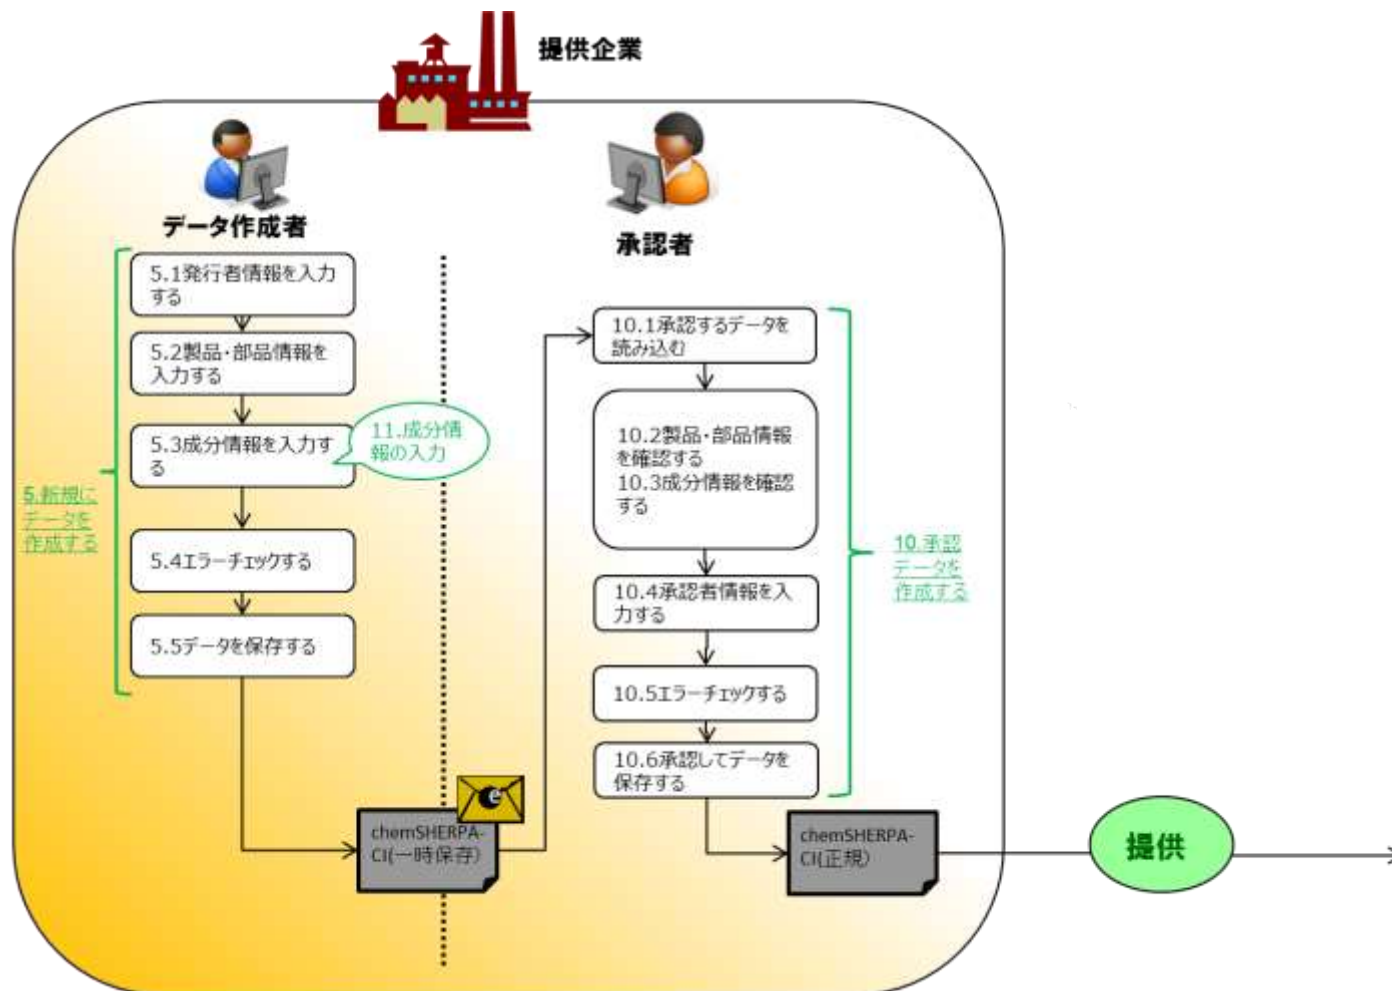 提供企業
データ作成者
5.1発行者情報を入力
する
5.2製品・部品情報を
入力する
5.3成分情報を入力す
る
11.成分情
報の入力
5.新規に
データを
作成する
5.4エラーチェックする
5.5データを保存する
chemSHERPA-
CI(一時保存)
承認者
10.1承認するデータを
読み込む
10.2製品・部品情報
を確認する
10.3成分情報を確認
する
10.4承認者情報を入
力する
10.5エラーチェックする
10.6承認してデータを
保存する
10.承認
データを
作成する
chemSHERPA-
CI(正規)
提供